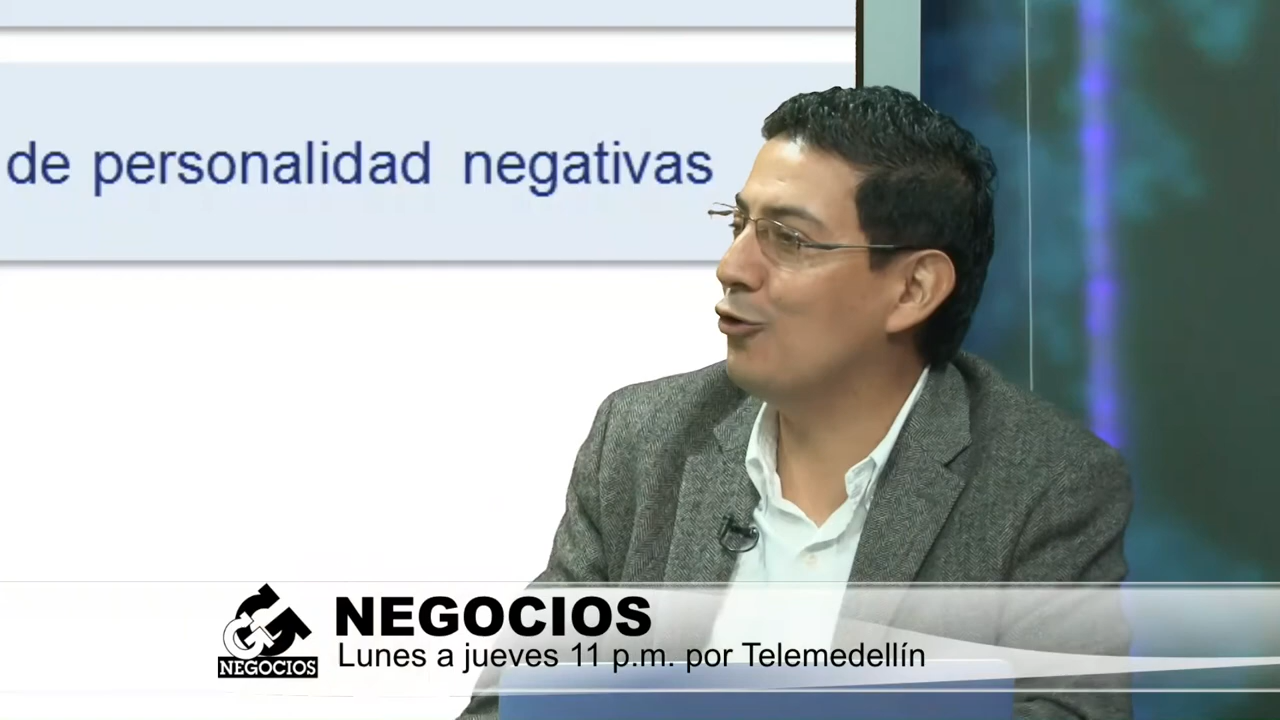 de personalidad negativas
NEGOCIOS
Lunes a jueves 11 p.m. por Telemedellín
NEGOCIOS